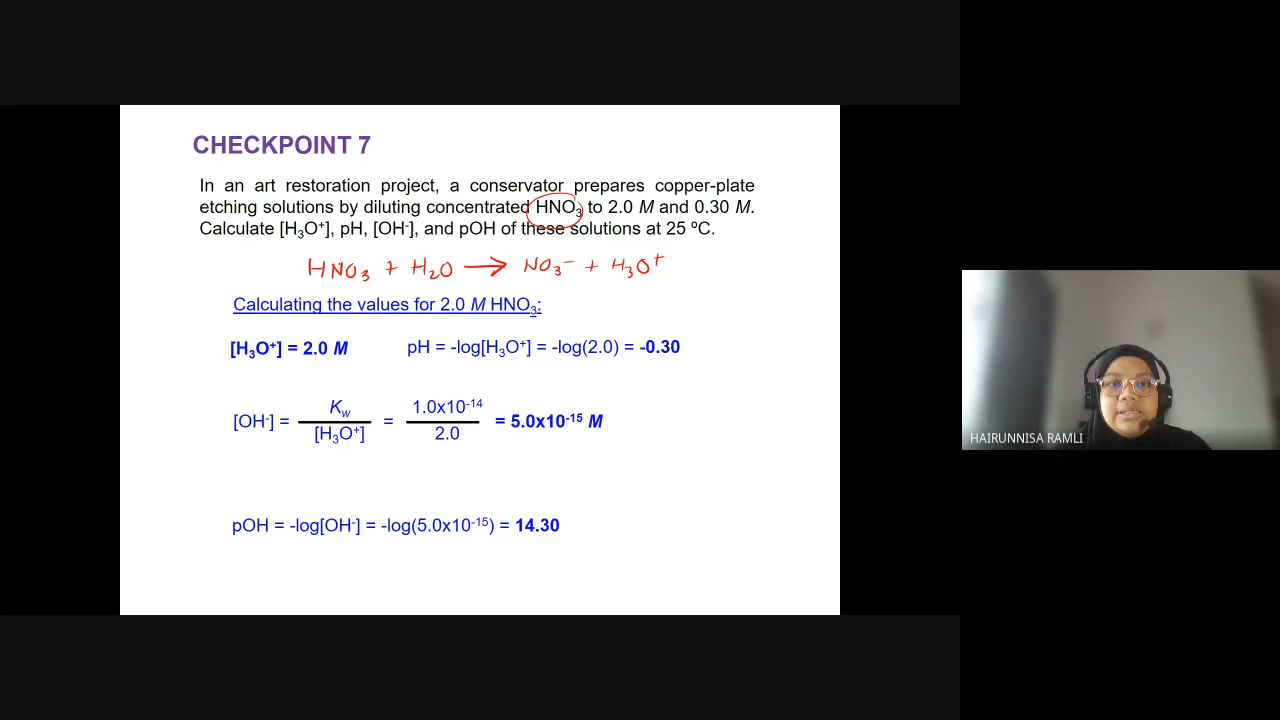 CHECKPOINT 7
In an art restoration project, a conservator prepares copper-plate
etching solutions by diluting concentrated HNO₃ to 2.0 M and 0.30 M.
Calculate [H₃O⁺], pH, [OH⁻], and pOH of these solutions at 25 ºC.
HNO₃ + H₂O → NO₃⁻ + H₃O⁺
Calculating the values for 2.0 M HNO₃:
[H₃O⁺] = 2.0 M pH = -log[H₃O⁺] = -log(2.0) = -0.30
Kw 1.0x10⁻¹⁴
[OH⁻] = = = 5.0x10⁻¹⁵ M
[H₃O⁺] 2.0
pOH = -log[OH⁻] = -log(5.0x10⁻¹⁵) = 14.30
HAIRUNNISA RAMLI